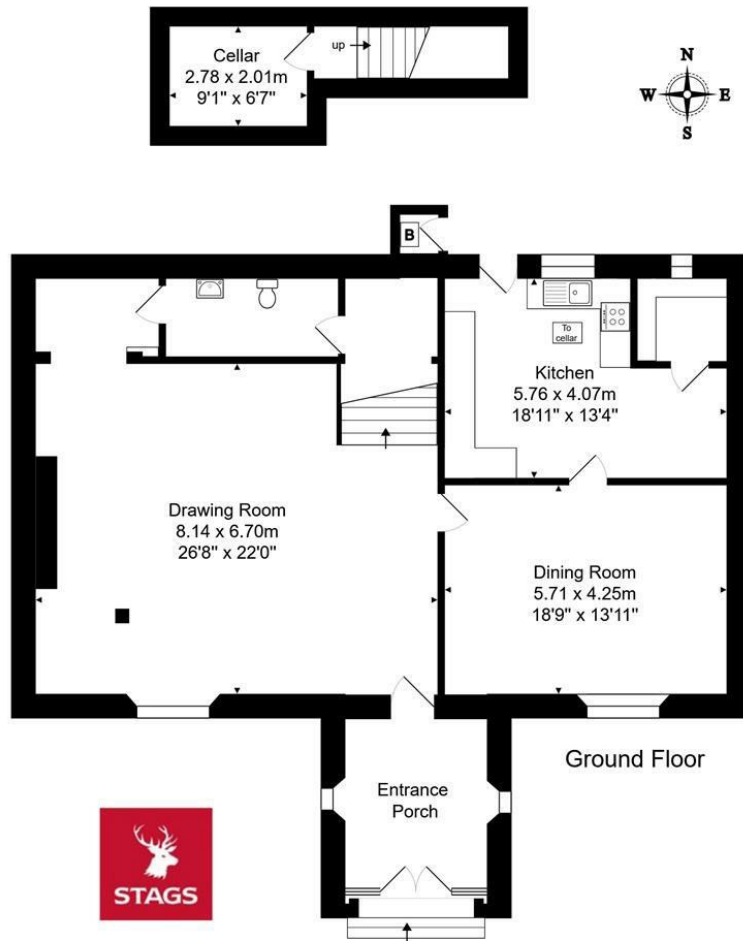 Cellar
2.78 x 2.01m
9'1" x 6'7"
up
N
W E
S
B
To
cellar
Kitchen
5.76 x 4.07m
18'11" x 13'4"
Drawing Room
8.14 x 6.70m
26'8" x 22'0"
Dining Room
5.71 x 4.25m
18'9" x 13'11"
Ground Floor
Entrance
Porch
STAGS